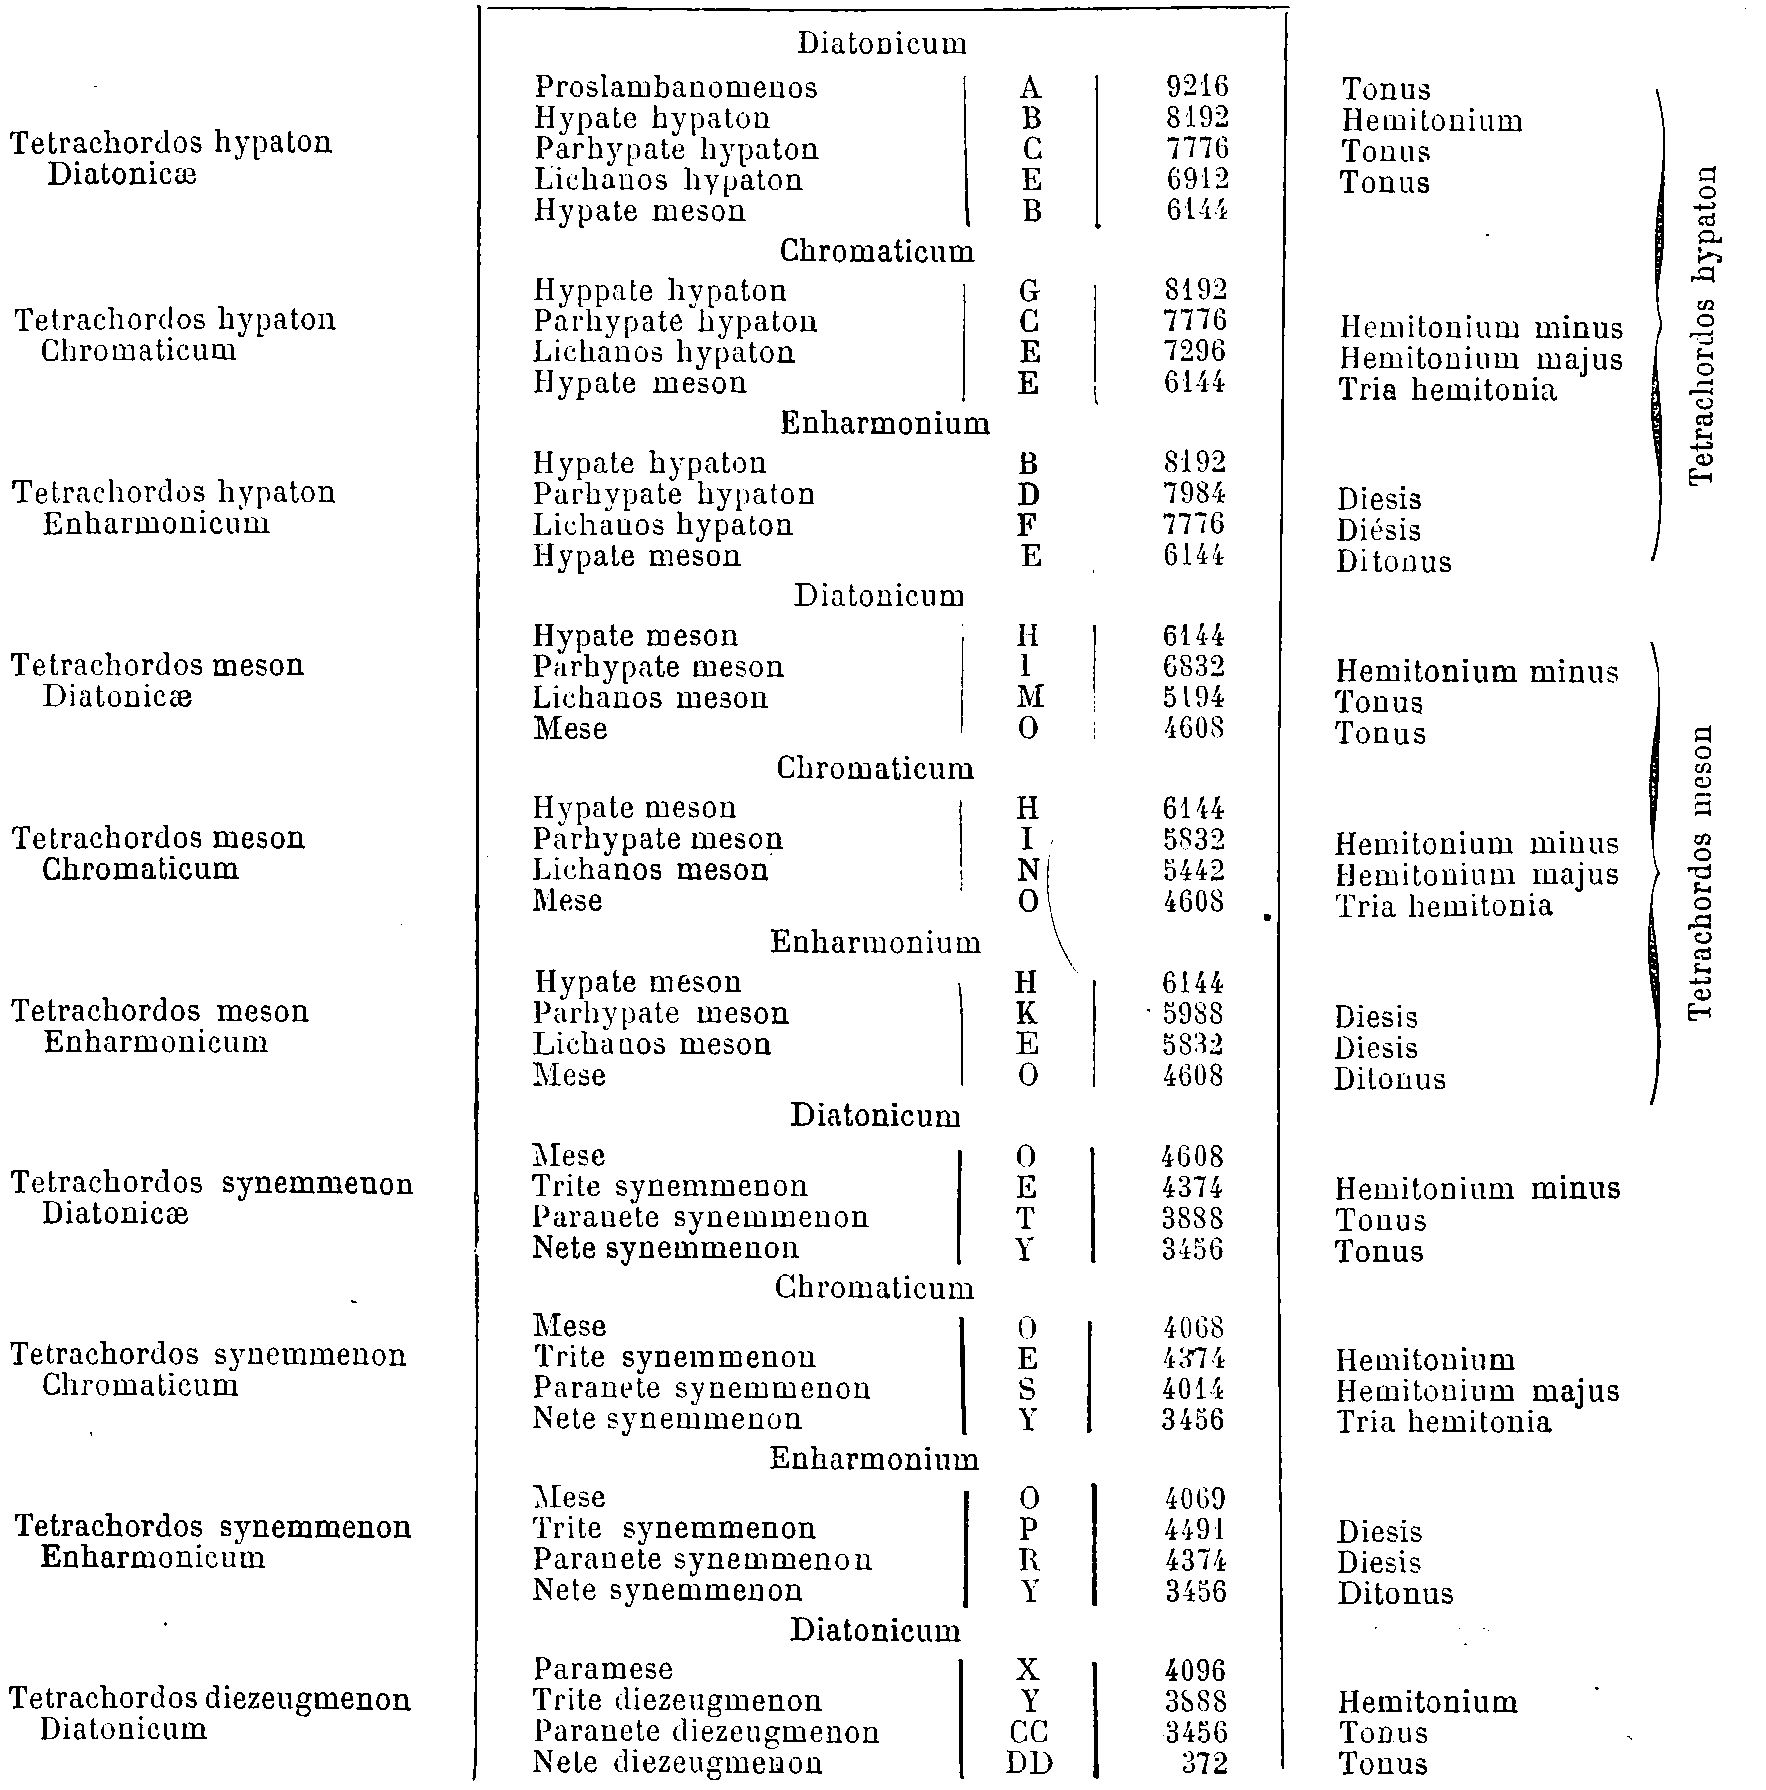 Diatonicum
Proslambanomenos A 9216 Tonus
Hypate hypaton B 8192 Hemitonium
Tetrachordos hypaton Parhypate hypaton C 7776 Tonus
Diatonicæ Lichanos hypaton E 6912 Tonus
Hypate meson B 6144
Chromaticum
Hyppate hypaton G 8192
Tetrachordos hypaton Parhypate hypaton C 7776 Hemitonium minus
Chromaticum Lichanos hypaton E 7296 Hemitonium majus
Hypate meson E 6144 Tria hemitonia
Tetrachordos hypaton
Enharmonium
Hypate hypaton B 8192
Tetrachordos hypaton Parhypate hypaton D 7984 Diesis
Enharmonicum Lichanos hypaton F 7776 Diésis
Hypate meson E 6144 Ditonus
Diatonicum
Hypate meson H 6144
Tetrachordos meson Parhypate meson I 6832 Hemitonium minus
Diatonicæ Lichanos meson M 5194 Tonus
Mese O 4608 Tonus
Chromaticum
Hypate meson H 6144
Tetrachordos meson Parhypate meson I 5832 Hemitonium minus
Chromaticum Lichanos meson N 5442 Hemitonium majus
Mese O 4608 Tria hemitonia
Tetrachordos meson
Enharmonium
Hypate meson H 6144
Tetrachordos meson Parhypate meson K 5988 Diesis
Enharmonicum Lichanos meson E 5832 Diesis
Mese O 4608 Ditonus
Diatonicum
Mese O 4608
Tetrachordos synemmenon Trite synemmenon E 4374 Hemitonium minus
Diatonicæ Paranete synemmenon T 3888 Tonus
Nete synemmenon Y 3456 Tonus
Chromaticum
Mese O 4068
Tetrachordos synemmenon Trite synemmenon E 4374 Hemitonium
Chromaticum Paranete synemmenon S 4014 Hemitonium majus
Nete synemmenon Y 3456 Tria hemitonia
Enharmonium
Mese O 4069
Tetrachordos synemmenon Trite synemmenon P 4491 Diesis
Enharmonicum Paranete synemmenon R 4374 Diesis
Nete synemmenon Y 3456 Ditonus
Diatonicum
Paramese X 4096
Tetrachordos diezeugmenon Trite diezeugmenon Y 3888 Hemitonium
Diatonicum Paranete diezeugmenon CC 3456 Tonus
Nete diezeugmenon DD 372 Tonus